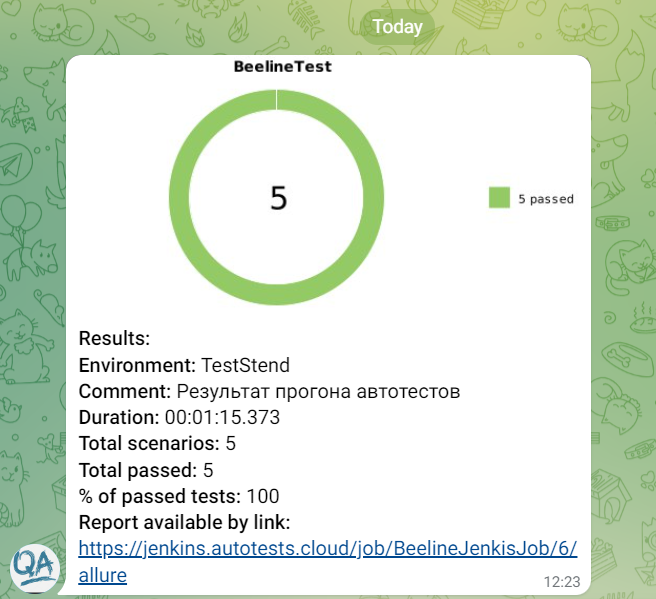 Today
BeelineTest
5
5 passed
Results:
Environment: TestStend
Comment: Результат прогона автотестов
Duration: 00:01:15.373
Total scenarios: 5
Total passed: 5
% of passed tests: 100
Report available by link:
https://jenkins.autotests.cloud/job/BeelineJenkisJob/6/
allure
12:23
QA